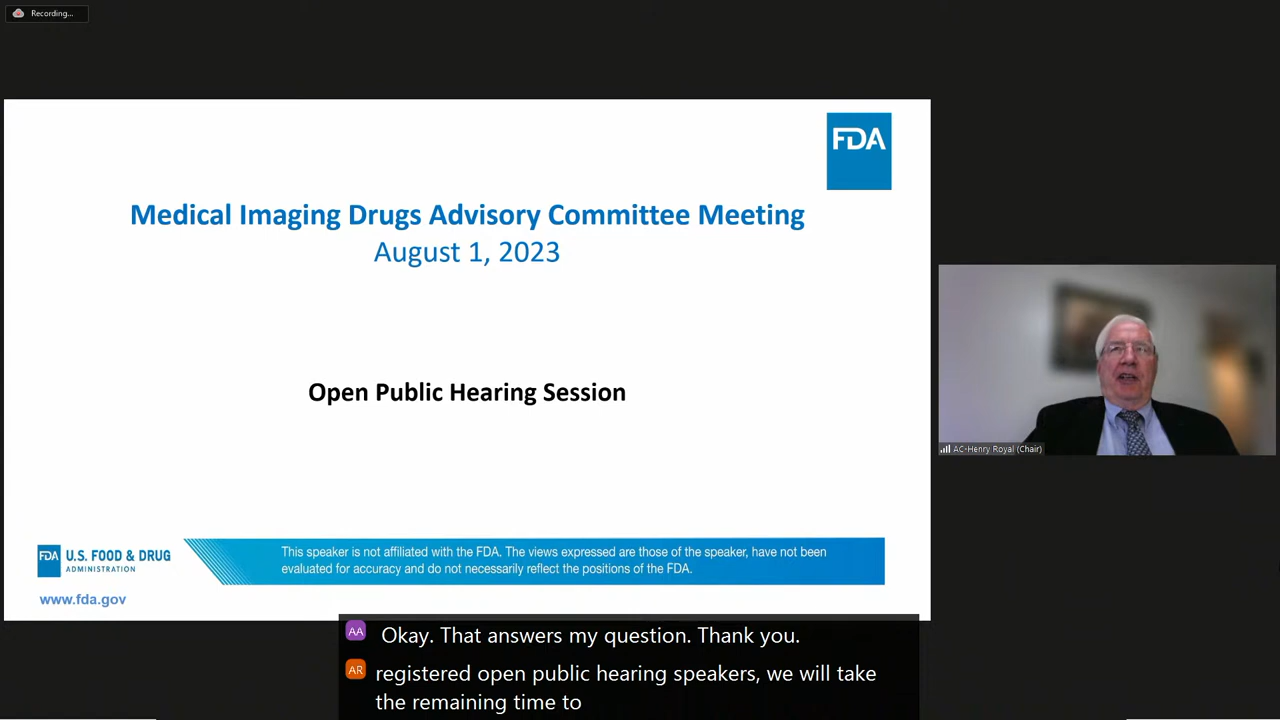 Recording...
FDA
Medical Imaging Drugs Advisory Committee Meeting
August 1, 2023
Open Public Hearing Session
FDA U.S. FOOD & DRUG
ADMINISTRATION
This speaker is not affiliated with the FDA. The views expressed are those of the speaker, have not been
evaluated for accuracy and do not necessarily reflect the positions of the FDA.
www.fda.gov
AC-Henry Royal (Chair)
AA Okay. That answers my question. Thank you.
AR registered open public hearing speakers, we will take
the remaining time to